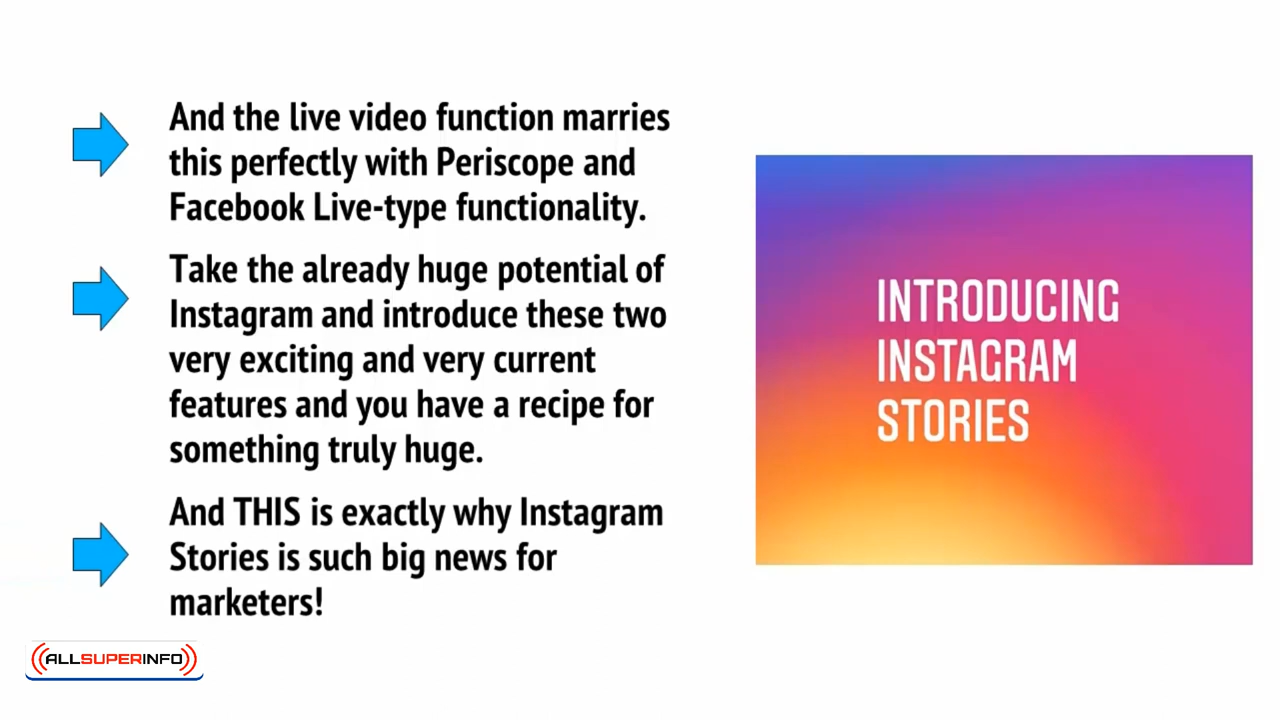 And the live video function marries
this perfectly with Periscope and
Facebook Live-type functionality.
Take the already huge potential of
Instagram and introduce these two
very exciting and very current
features and you have a recipe for
something truly huge.
And THIS is exactly why Instagram
Stories is such big news for
marketers!
INTRODUCING
INSTAGRAM
STORIES
ALLSUPERINFO